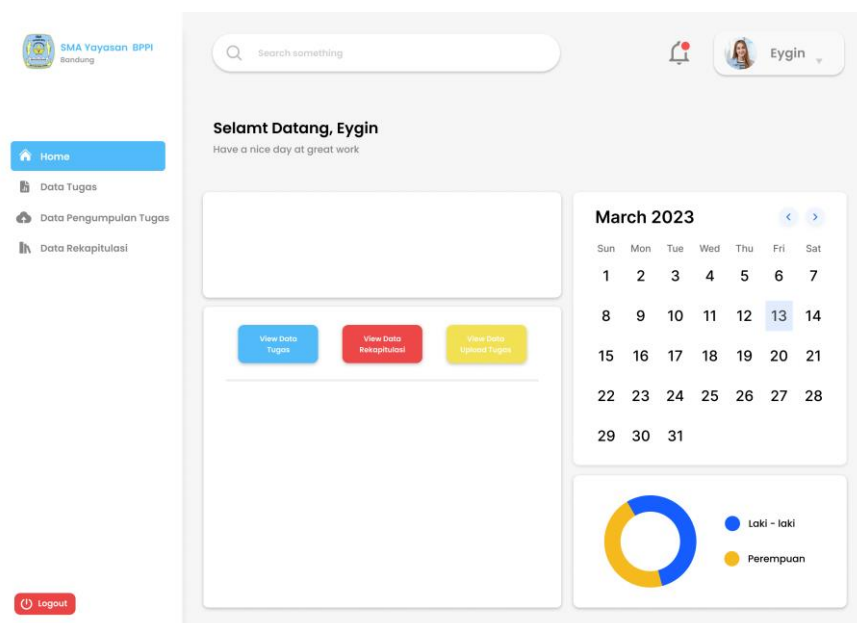 SMA Yayasan BPPI
Bandung
Search something
Eygin
Selamt Datang, Eygin
Have a nice day at great work
Home
Data Tugas
Data Pengumpulan Tugas
Data Rekapitulasi
View Data
Tugas
View Data
Rekapitulasi
View Data
Upload Tugas
March 2023
Sun Mon Tue Wed Thu Fri Sat
1 2 3 4 5 6 7
8 9 10 11 12 13 14
15 16 17 18 19 20 21
22 23 24 25 26 27 28
29 30 31
Laki - laki
Perempuan
Logout